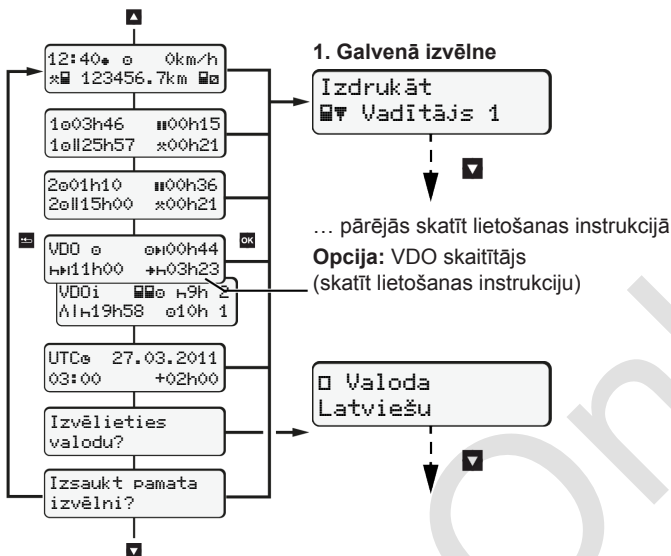 12:40 0km/h
123456.7km
1 03h46 00h15
1 25h57 00h21
2 01h10 00h36
2 15h00 00h21
VDO 00h44
11h00 03h23
VDOi 9h 2
19h58 10h 1
UTC 27.03.2011
03:00 +02h00
Izvēlieties
valodu?
Izsaukt pamata
izvēlni?
OK
1. Galvenā izvēlne
Izdrukāt
Vadītājs 1
… pārējās skatīt lietošanas instrukcijā
Opcija: VDO skaitītājs
(skatīt lietošanas instrukciju)
Valoda
Latviešu